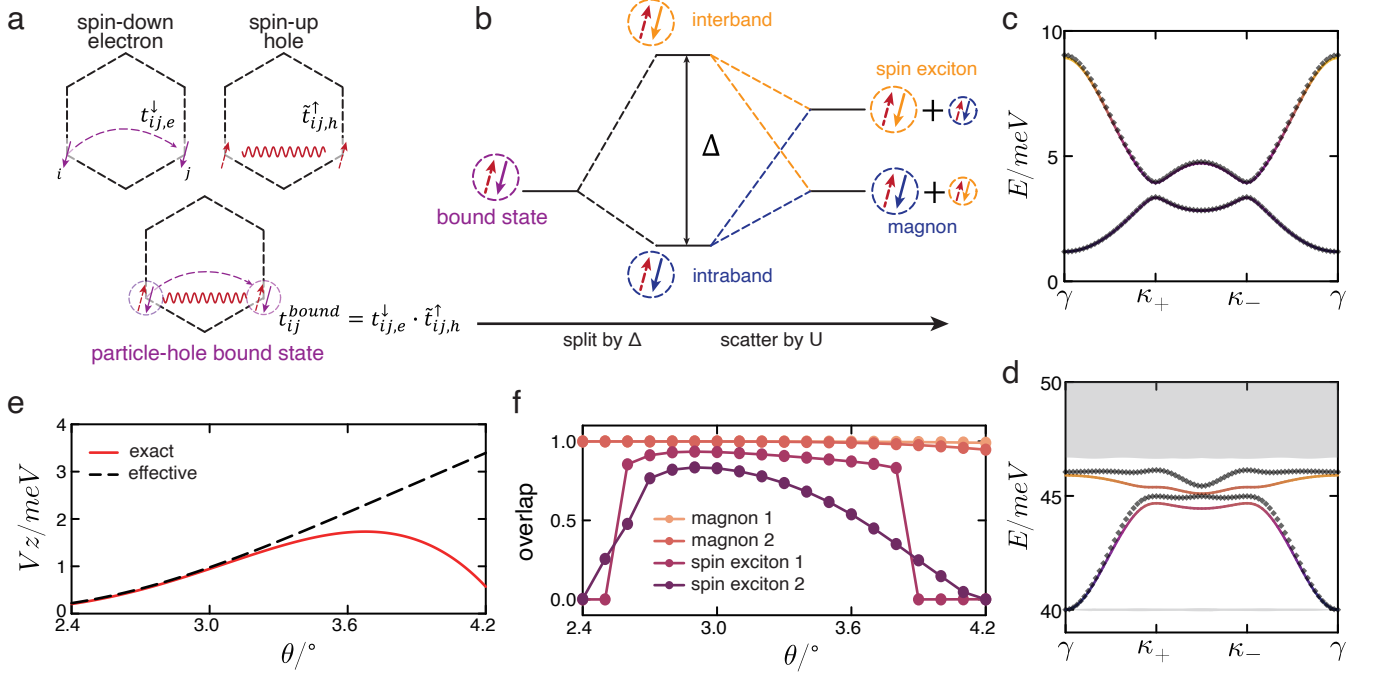 a
spin-down
electron
spin-up
hole
t↓ij,e
t̃↑ij,h
i
j
t^bound_ij = t↓ij,e · t̃↑ij,h
particle-hole bound state
b
interband
spin exciton
+
Δ
bound state
+
magnon
intraband
split by Δ
scatter by U
c
10
5
0
E/meV
γ
κ+
κ−
γ
d
50
45
40
E/meV
γ
κ+
κ−
γ
e
4
3
2
1
0
Vz/meV
exact
effective
2.4
3.0
3.6
4.2
θ/°
f
1.0
0.5
0.0
overlap
magnon 1
magnon 2
spin exciton 1
spin exciton 2
2.4
3.0
3.6
4.2
θ/°